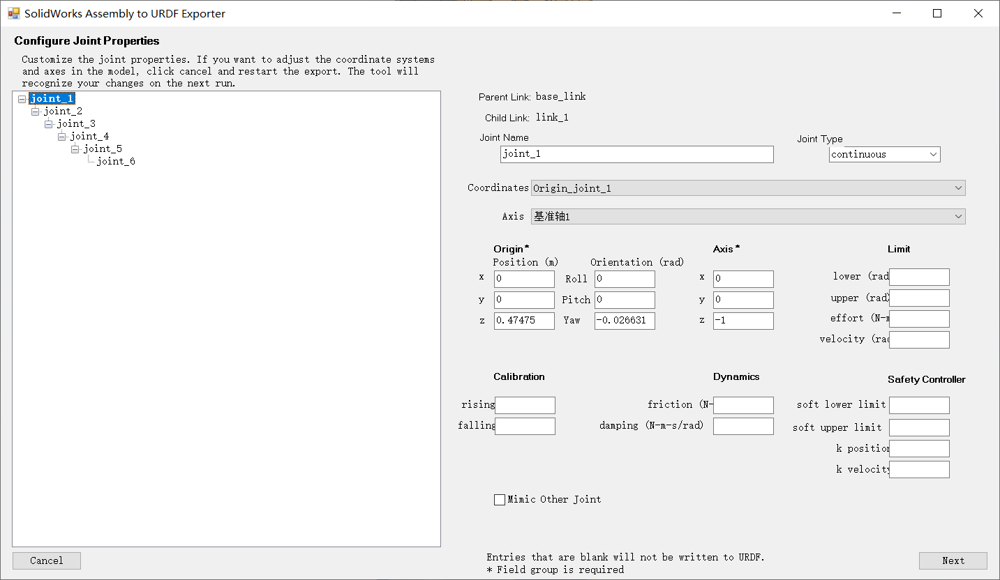 SolidWorks Assembly to URDF Exporter
Configure Joint Properties
Customize the joint properties. If you want to adjust the coordinate systems
and axes in the model, click cancel and restart the export. The tool will
recognize your changes on the next run.
joint_1
joint_2
joint_3
joint_4
joint_5
joint_6
Parent Link: base_link
Child Link: link_1
Joint Name
joint_1
Joint Type
continuous
Coordinates Origin_joint_1
Axis 基准轴1
Origin* Axis* Limit
Position (m) Orientation (rad)
x 0 Roll 0 x 0 lower (rad
y 0 Pitch 0 y 0 upper (rad)
z 0.47475 Yaw -0.026631 z -1 effort (N-m
velocity (rad
Calibration Dynamics Safety Controller
rising friction (N- soft lower limit
falling damping (N-m-s/rad) soft upper limit
k position
k velocity
Mimic Other Joint
Entries that are blank will not be written to URDF.
* Field group is required
Cancel Next